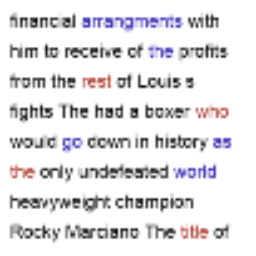 financial arrangments with
him to receive of the profits
from the rest of Louis s
fights The had a boxer who
would go down in history as
the only undefeated world
heavyweight champion
Rocky Marciano The title of